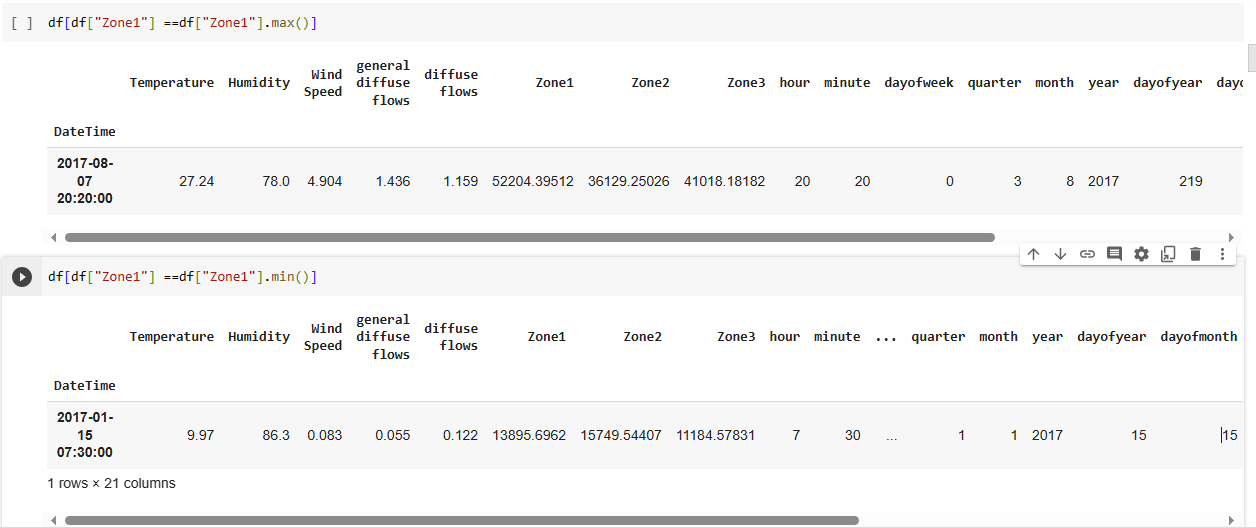 [ ] df[df["Zone1"] ==df["Zone1"].max()]
Temperature Humidity Wind Speed general diffuse flows diffuse flows Zone1 Zone2 Zone3 hour minute dayofweek quarter month year dayofyear dayo
DateTime
2017-08-
07 27.24 78.0 4.904 1.436 1.159 52204.39512 36129.25026 41018.18182 20 20 0 3 8 2017 219
20:20:00
df[df["Zone1"] ==df["Zone1"].min()]
Temperature Humidity Wind Speed general diffuse flows diffuse flows Zone1 Zone2 Zone3 hour minute ... quarter month year dayofyear dayofmonth
DateTime
2017-01-
15 9.97 86.3 0.083 0.055 0.122 13895.6962 15749.54407 11184.57831 7 30 ... 1 1 2017 15 15
07:30:00
1 rows × 21 columns